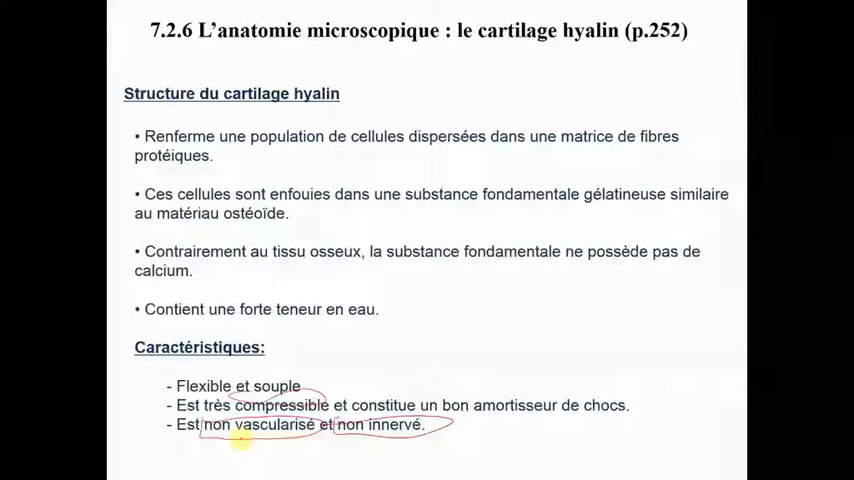 7.2.6 L’anatomie microscopique : le cartilage hyalin (p.252)
Structure du cartilage hyalin
• Renferme une population de cellules dispersées dans une matrice de fibres
protéiques.
• Ces cellules sont enfouies dans une substance fondamentale gélatineuse similaire
au matériau ostéoïde.
• Contrairement au tissu osseux, la substance fondamentale ne possède pas de
calcium.
• Contient une forte teneur en eau.
Caractéristiques:
- Flexible et souple
- Est très compressible et constitue un bon amortisseur de chocs.
- Est non vascularisé et non innervé.